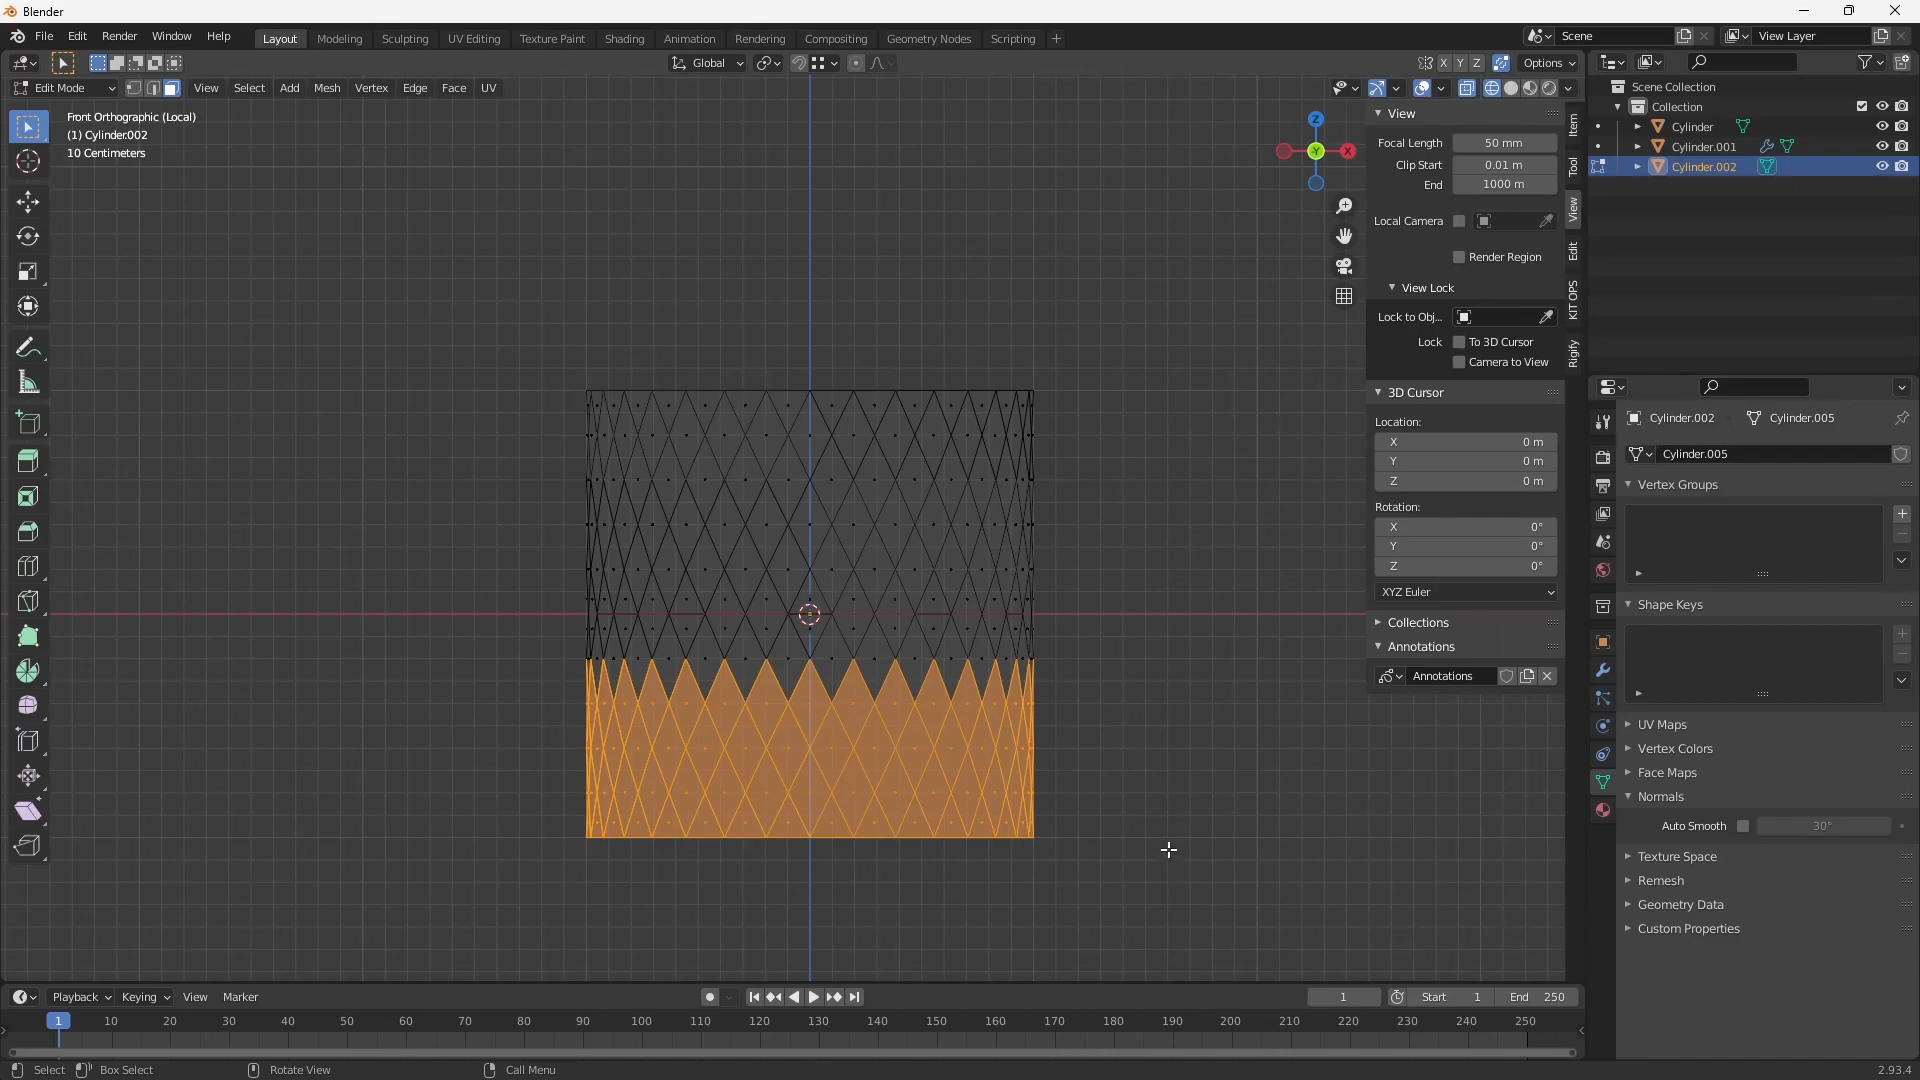 Blender
File Edit Render Window Help Layout Modeling Sculpting UV Editing Texture Paint Shading Animation Rendering Compositing Geometry Nodes Scripting + Scene View Layer
Global X Y Z Options
Edit Mode View Select Add Mesh Vertex Edge Face UV
Front Orthographic (Local)
(1) Cylinder.002
10 Centimeters
Z
-Y X
View
Focal Length 50 mm
Clip Start 0.01 m
End 1000 m
Local Camera
Render Region
View Lock
Lock to Obj...
Lock To 3D Cursor
Camera to View
3D Cursor
Location:
X 0 m
Y 0 m
Z 0 m
Rotation:
X 0°
Y 0°
Z 0°
XYZ Euler
Collections
Annotations
Annotations
Item
Tool
View
Edit
KIT OPS
Rigify
Scene Collection
Collection
Cylinder
Cylinder.001
Cylinder.002
Cylinder.002 Cylinder.005
Cylinder.005
Vertex Groups
Shape Keys
UV Maps
Vertex Colors
Face Maps
Normals
Auto Smooth 30°
Texture Space
Remesh
Geometry Data
Custom Properties
Playback Keying View Marker 1 Start 1 End 250
1 10 20 30 40 50 60 70 80 90 100 110 120 130 140 150 160 170 180 190 200 210 220 230 240 250
Select Box Select Rotate View Call Menu 2.93.4